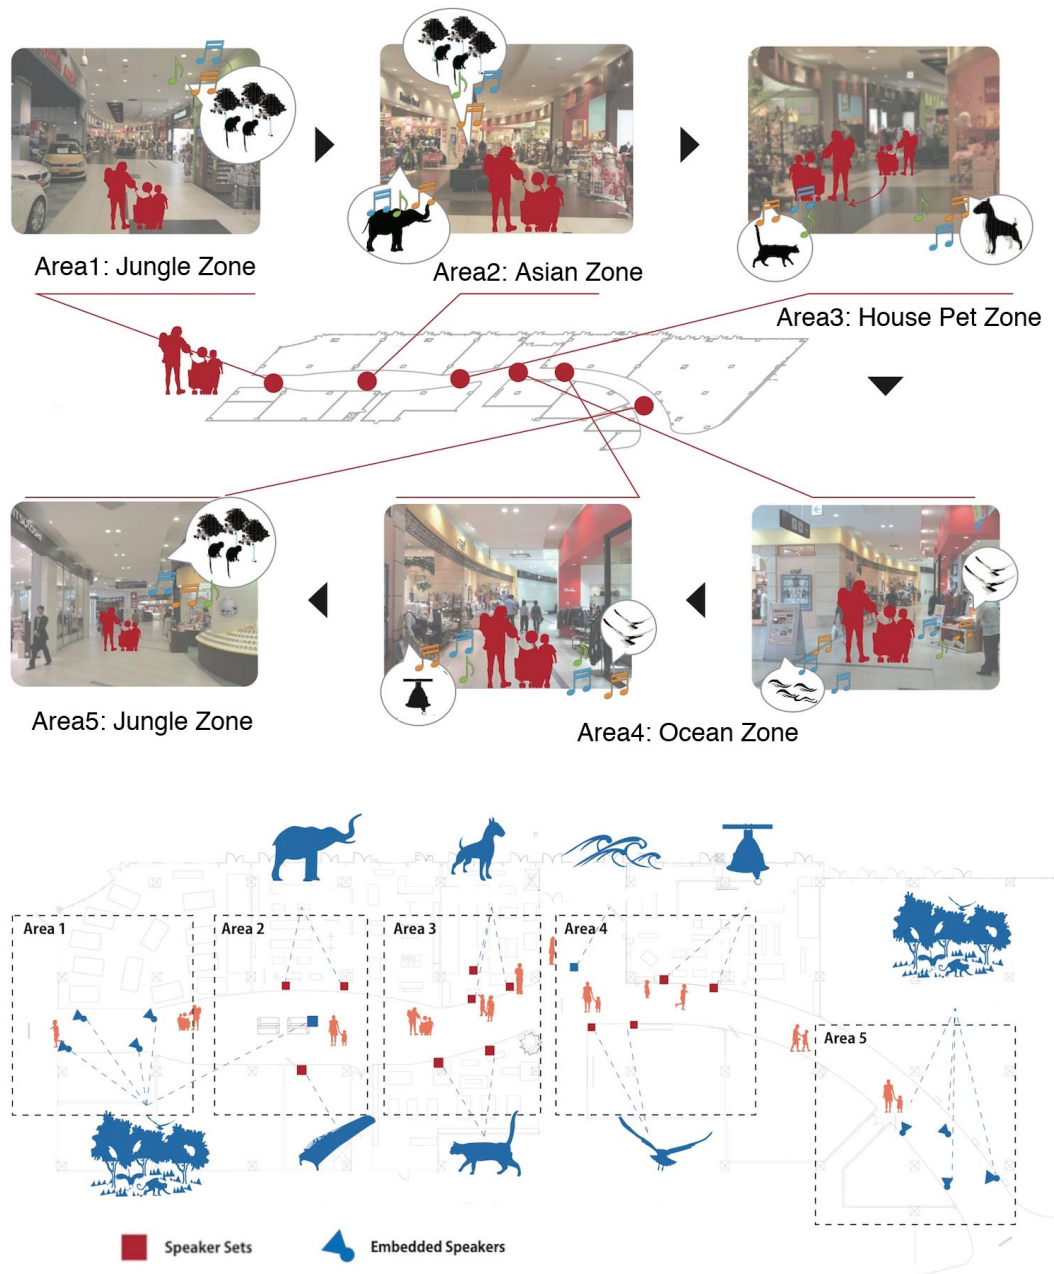 Area1: Jungle Zone
Area2: Asian Zone
Area3: House Pet Zone
Area5: Jungle Zone
Area4: Ocean Zone
Area 1
Area 2
Area 3
Area 4
Area 5
Speaker Sets
Embedded Speakers